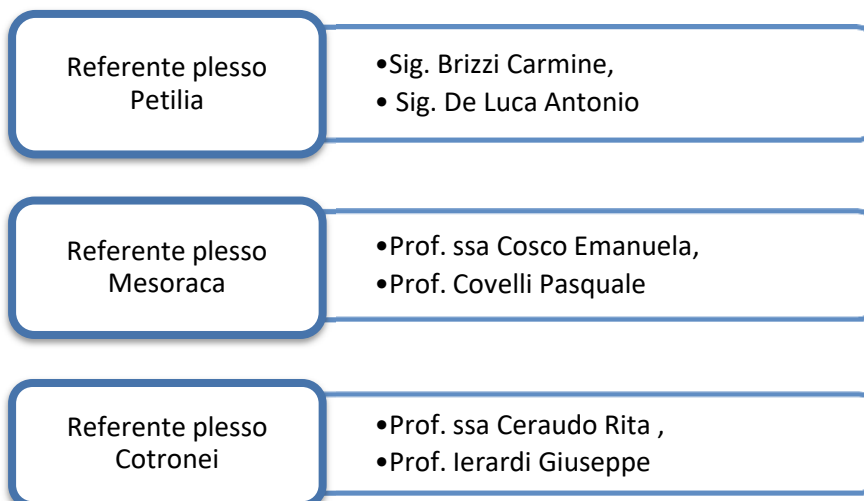 Referente plesso
Petilia
•Sig. Brizzi Carmine,
• Sig. De Luca Antonio
Referente plesso
Mesoraca
•Prof. ssa Cosco Emanuela,
•Prof. Covelli Pasquale
Referente plesso
Cotronei
•Prof. ssa Ceraudo Rita ,
•Prof. Ierardi Giuseppe